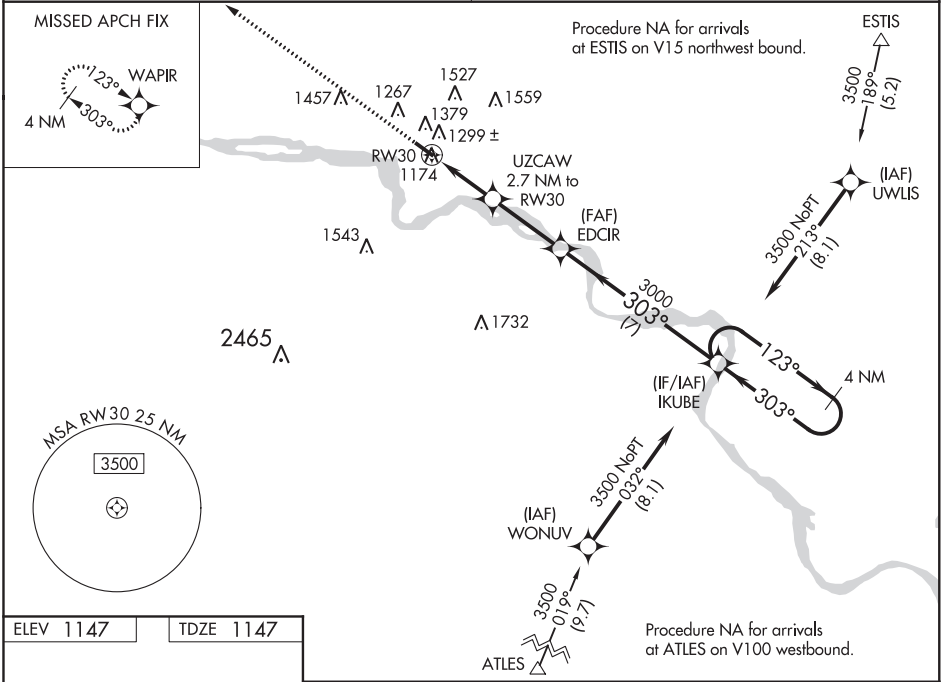 MISSED APCH FIX
123°
WAPIR
4 NM
303°
Procedure NA for arrivals
at ESTIS on V15 northwest bound.
ESTIS
3500
189°
(5.2)
1457
1267
1527
1559
1379
1299 ±
RW30
1174
UZCAW
2.7 NM to
RW30
(IAF)
UWLIS
(FAF)
EDCIR
3500 NoPT
213°
(8.1)
1543
3000
303°
(7)
1732
2465
123°
4 NM
(IF/IAF)
IKUBE
303°
MSA RW30 25 NM
3500
3500 NoPT
032°
(8.1)
(IAF)
WONUV
3500
019°
(9.7)
ELEV 1147
TDZE 1147
Procedure NA for arrivals
at ATLES on V100 westbound.
ATLES